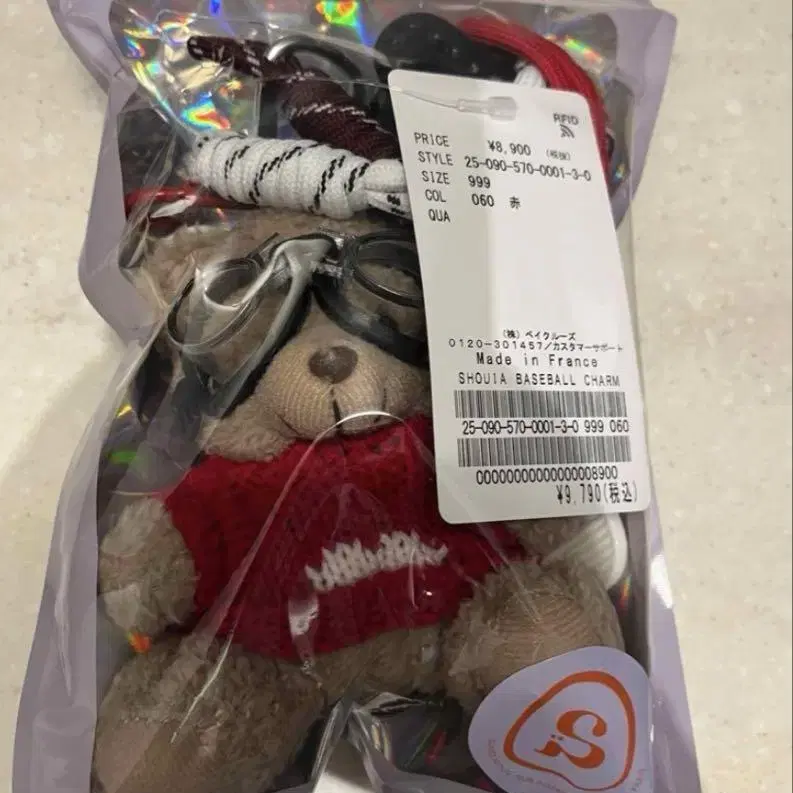 RFID
PRICE ¥8,900 (税抜)
STYLE 25-090-570-0001-3-0
SIZE 999
COL 060 赤
QUA
(株)ベイクルーズ
0120-301457/カスタマーサポート
Made in France
SHOUIA BASEBALL CHARM
25-090-570-0001-3-0 999 060
00000000000000008900
¥9,790(税込)
S